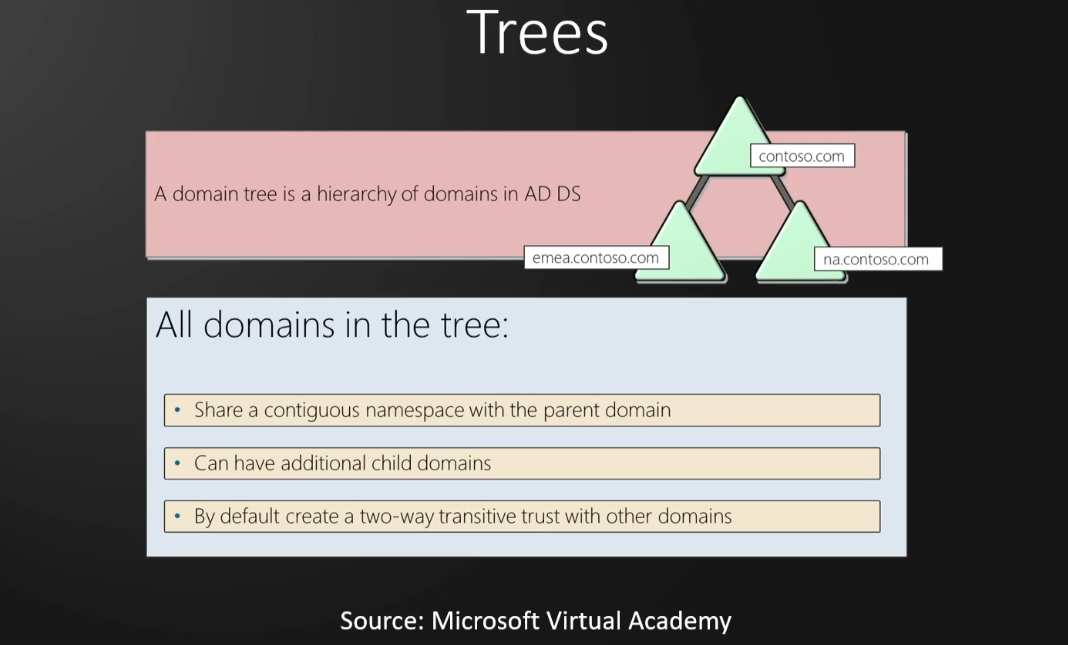 Trees
A domain tree is a hierarchy of domains in AD DS
contoso.com
emea.contoso.com
na.contoso.com
All domains in the tree:
• Share a contiguous namespace with the parent domain
• Can have additional child domains
• By default create a two-way transitive trust with other domains
Source: Microsoft Virtual Academy